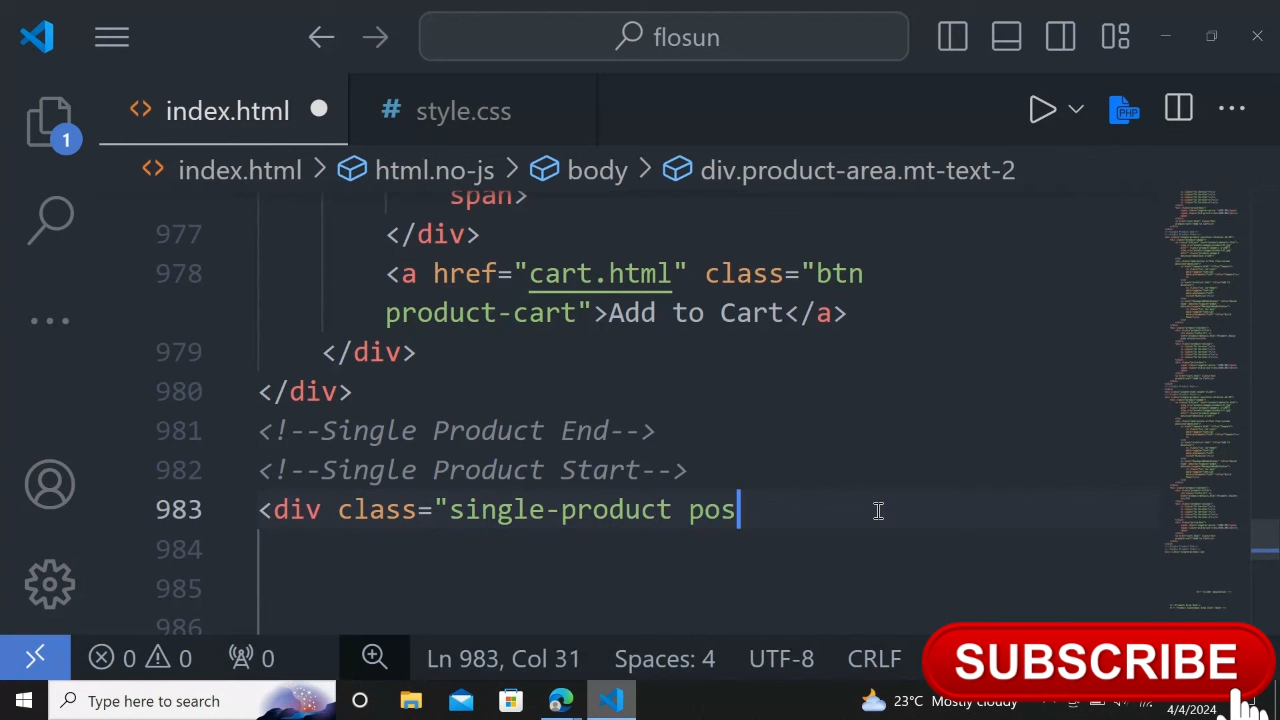 flosun
index.html
# style.css
PHP
1
index.html > html.no-js > body > div.product-area.mt-text-2
span>
977 </div>
978 <a href="cart.html" class="btn
product-cart">Add to Cart</a>
979 </div>
980 </div>
981 <!--Single Product End-->
982 <!--Single Product Start-->
983 <div class="single-product pos
984
985
986
0 0 0
Ln 983, Col 31 Spaces: 4 UTF-8 CRLF
SUBSCRIBE
Type here to search
23°C Mostly cloudy
4/4/2024